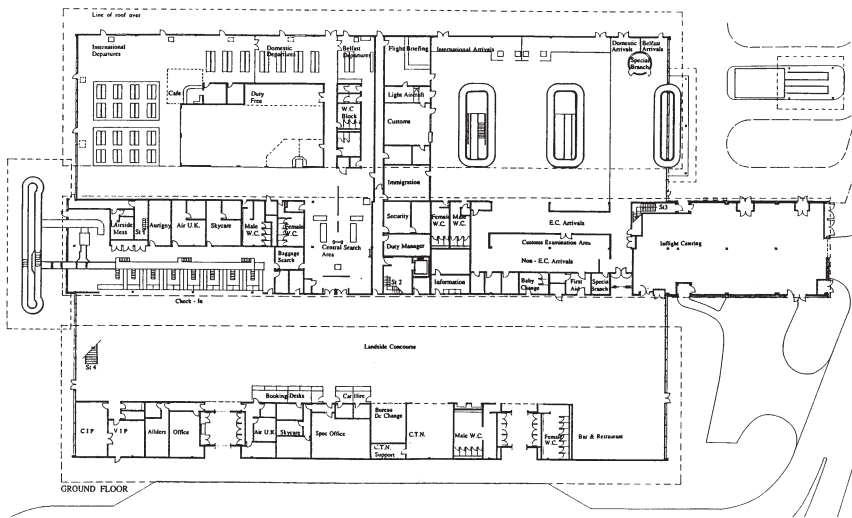 Line of roof over
International
Departures
Domestic
Departures
Belfast
Departures
Flight Briefing
International Arrivals
Domestic
Arrivals
Belfast
Arrivals
Special
Branch
Cafe
Duty
Free
W.C
Block
Light Aircraft
Customs
Immigration
Airside
Mess
St 1
Aurigny
Air U.K.
Skycare
Male
W.C.
Female
W.C.
Baggage
Search
Central Search
Area
Security
Duty Manager
St 2
Female
W.C.
Male
W.C.
Information
E.C. Arrivals
Customs Examination Area
Non - E.C. Arrivals
Baby
Change
First
Aid
Special
Branch
St3
Inflight Catering
Check - In
Landside Concourse
St 4
Booking Desks
Car Hire
C I P
V I P
Allders
Office
Air U.K.
Skycare
Spec Office
Bureau
De Change
C.T.N.
Support
C.T.N.
Male W.C.
Female
W.C.
Bar & Restaurant
GROUND FLOOR